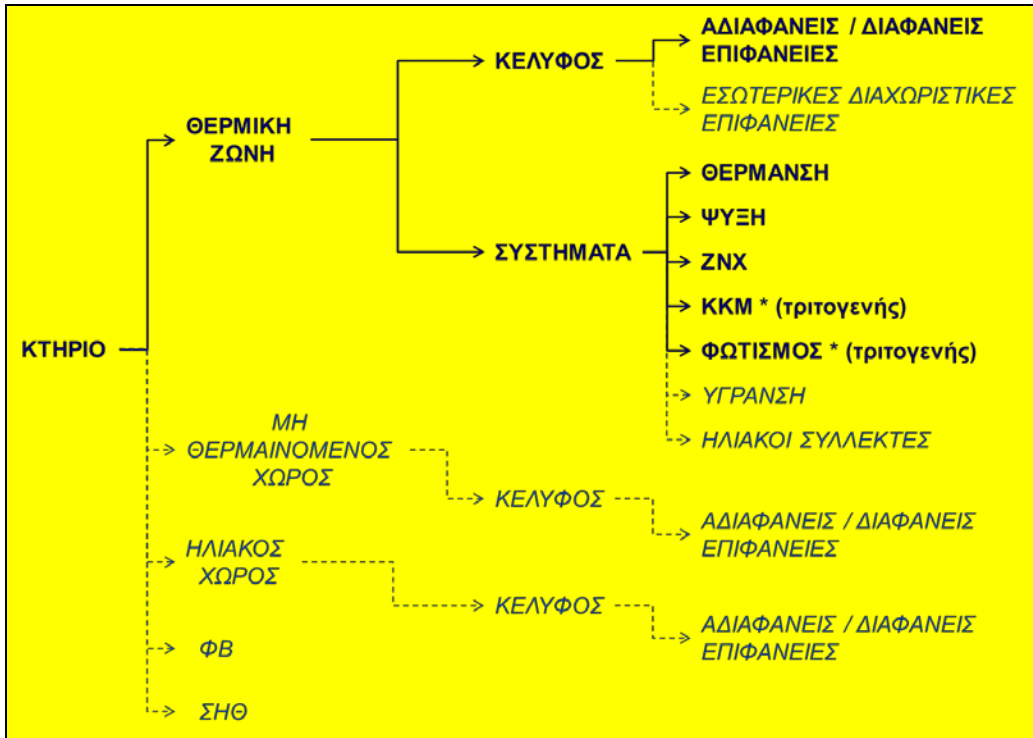 ΚΤΗΡΙΟ
ΘΕΡΜΙΚΗ
ΖΩΝΗ
ΚΕΛΥΦΟΣ
ΑΔΙΑΦΑΝΕΙΣ / ΔΙΑΦΑΝΕΙΣ
ΕΠΙΦΑΝΕΙΕΣ
ΕΣΩΤΕΡΙΚΕΣ ΔΙΑΧΩΡΙΣΤΙΚΕΣ
ΕΠΙΦΑΝΕΙΕΣ
ΣΥΣΤΗΜΑΤΑ
ΘΕΡΜΑΝΣΗ
ΨΥΞΗ
ΖΝΧ
ΚΚΜ * (τριτογενής)
ΦΩΤΙΣΜΟΣ * (τριτογενής)
ΥΓΡΑΝΣΗ
ΗΛΙΑΚΟΙ ΣΥΛΛΕΚΤΕΣ
ΜΗ
ΘΕΡΜΑΙΝΟΜΕΝΟΣ
ΧΩΡΟΣ
ΚΕΛΥΦΟΣ
ΑΔΙΑΦΑΝΕΙΣ / ΔΙΑΦΑΝΕΙΣ
ΕΠΙΦΑΝΕΙΕΣ
ΗΛΙΑΚΟΣ
ΧΩΡΟΣ
ΚΕΛΥΦΟΣ
ΑΔΙΑΦΑΝΕΙΣ / ΔΙΑΦΑΝΕΙΣ
ΕΠΙΦΑΝΕΙΕΣ
ΦΒ
ΣΗΘ